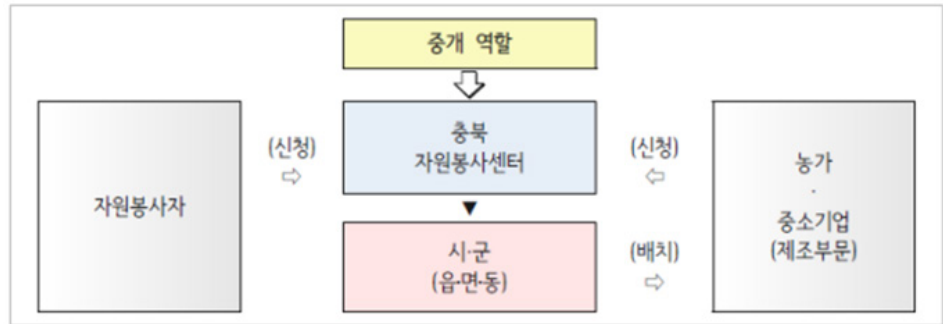 중개 역할
자원봉사자
(신청)
⇨
충북
자원봉사센터
(신청)
⇦
▼
시·군
(읍·면·동)
(배치)
⇨
농가
·
중소기업
(제조부문)